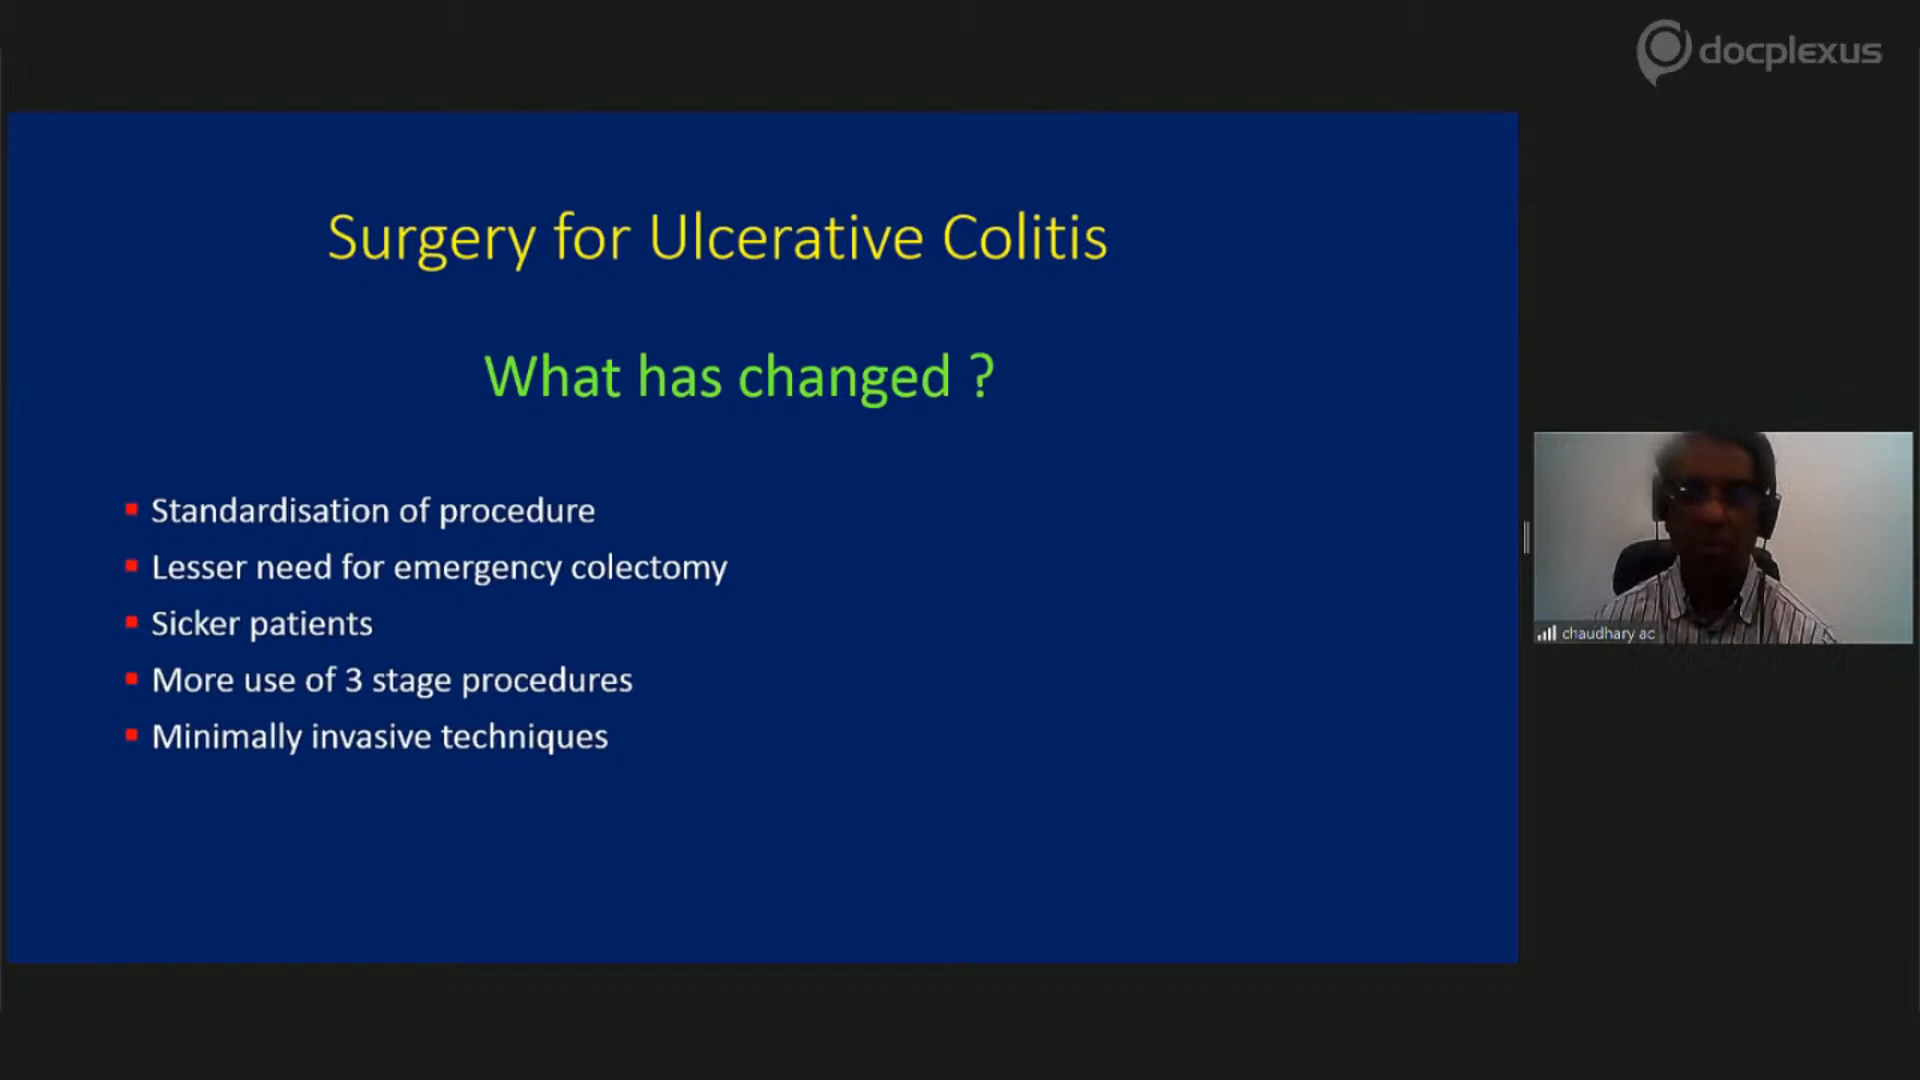 docplexus
Surgery for Ulcerative Colitis
What has changed ?
Standardisation of procedure
Lesser need for emergency colectomy
Sicker patients
More use of 3 stage procedures
Minimally invasive techniques
chaudhary ac